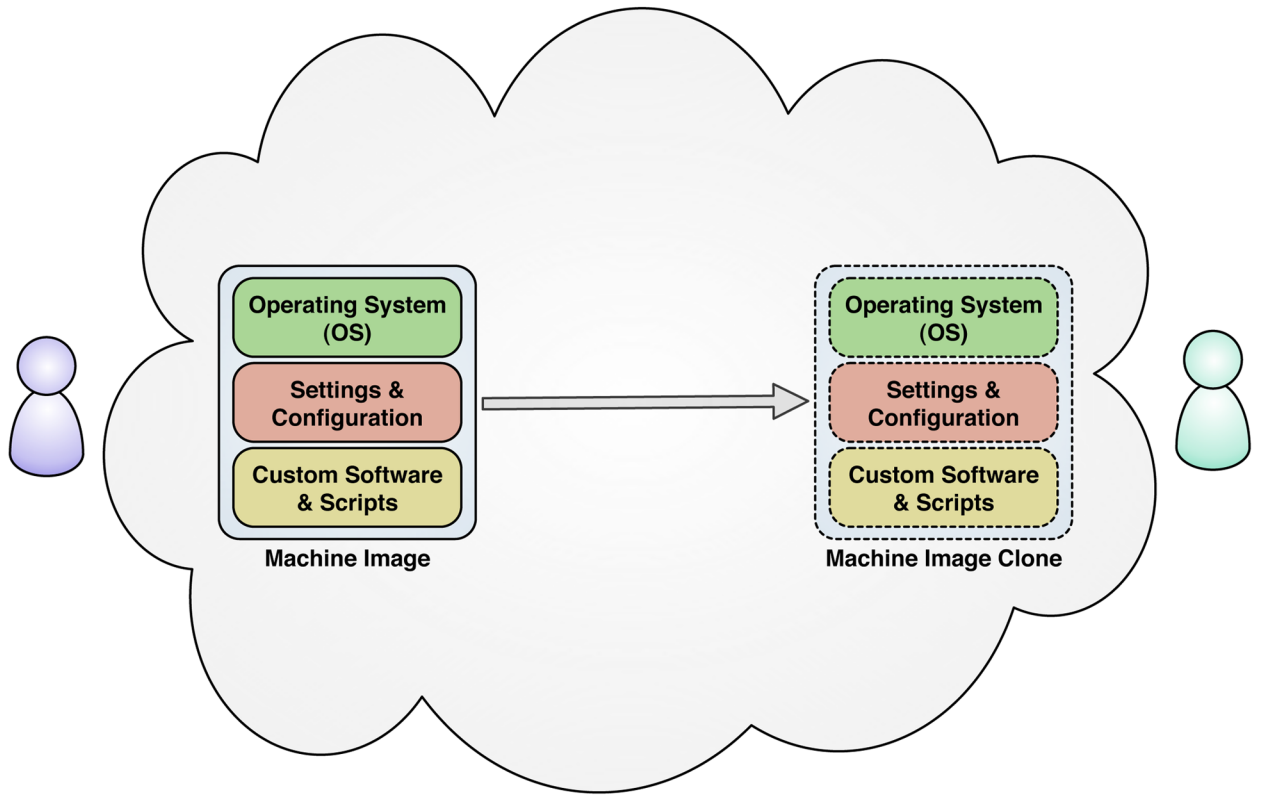 Operating System
(OS)
Settings &
Configuration
Custom Software
& Scripts
Machine Image
Operating System
(OS)
Settings &
Configuration
Custom Software
& Scripts
Machine Image Clone